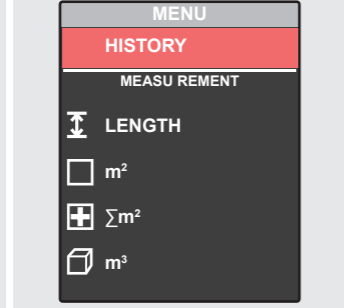 MENU
HISTORY
MEASU REMENT
LENGTH
m²
∑m²
m³